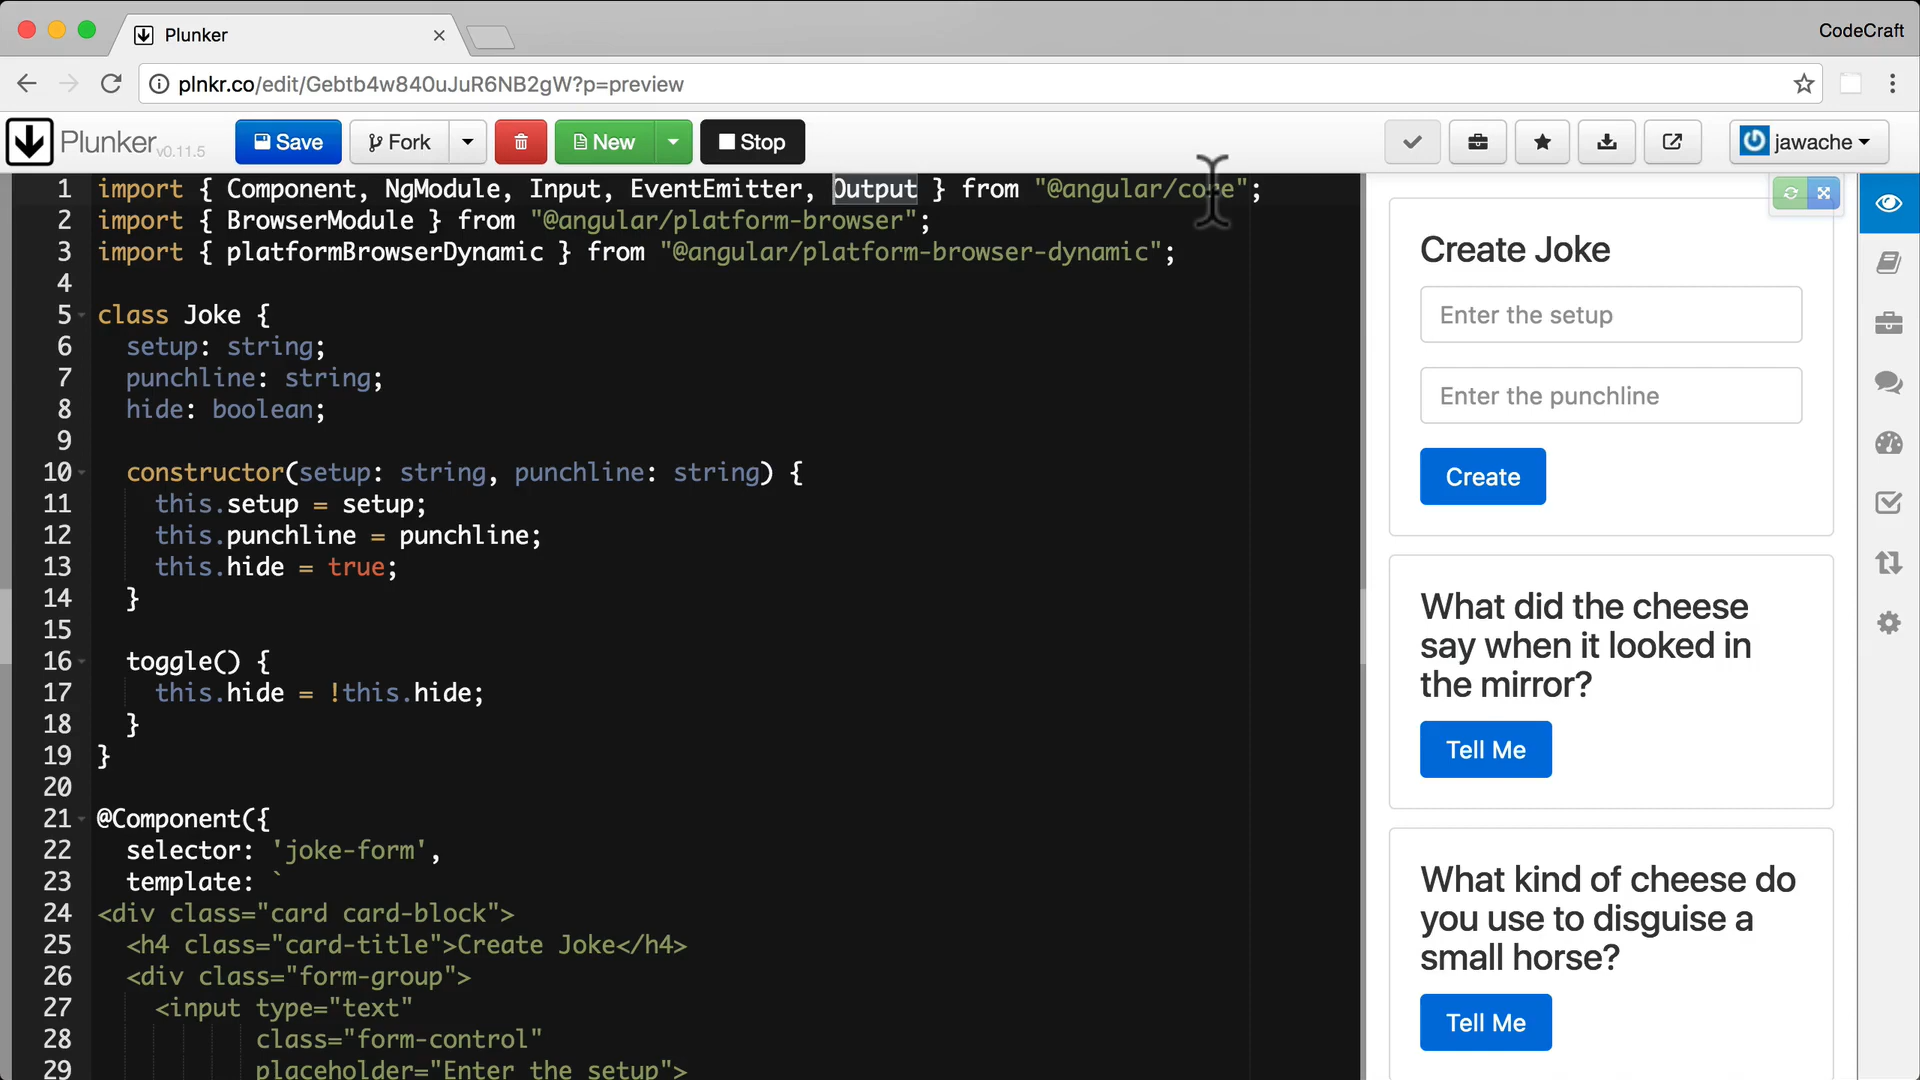 Plunker
CodeCraft
plnkr.co/edit/Gebtb4w840uJuR6NB2gW?p=preview
Plunker v0.11.5
Save
Fork
New
Stop
jawache
1 import { Component, NgModule, Input, EventEmitter, Output } from "@angular/core";
2 import { BrowserModule } from "@angular/platform-browser";
3 import { platformBrowserDynamic } from "@angular/platform-browser-dynamic";
4
5 class Joke {
6 setup: string;
7 punchline: string;
8 hide: boolean;
9
10 constructor(setup: string, punchline: string) {
11 this.setup = setup;
12 this.punchline = punchline;
13 this.hide = true;
14 }
15
16 toggle() {
17 this.hide = !this.hide;
18 }
19 }
20
21 @Component({
22 selector: 'joke-form',
23 template: `
24 <div class="card card-block">
25 <h4 class="card-title">Create Joke</h4>
26 <div class="form-group">
27 <input type="text"
28 class="form-control"
29 placeholder="Enter the setup">
Create Joke
Enter the setup
Enter the punchline
Create
What did the cheese
say when it looked in
the mirror?
Tell Me
What kind of cheese do
you use to disguise a
small horse?
Tell Me